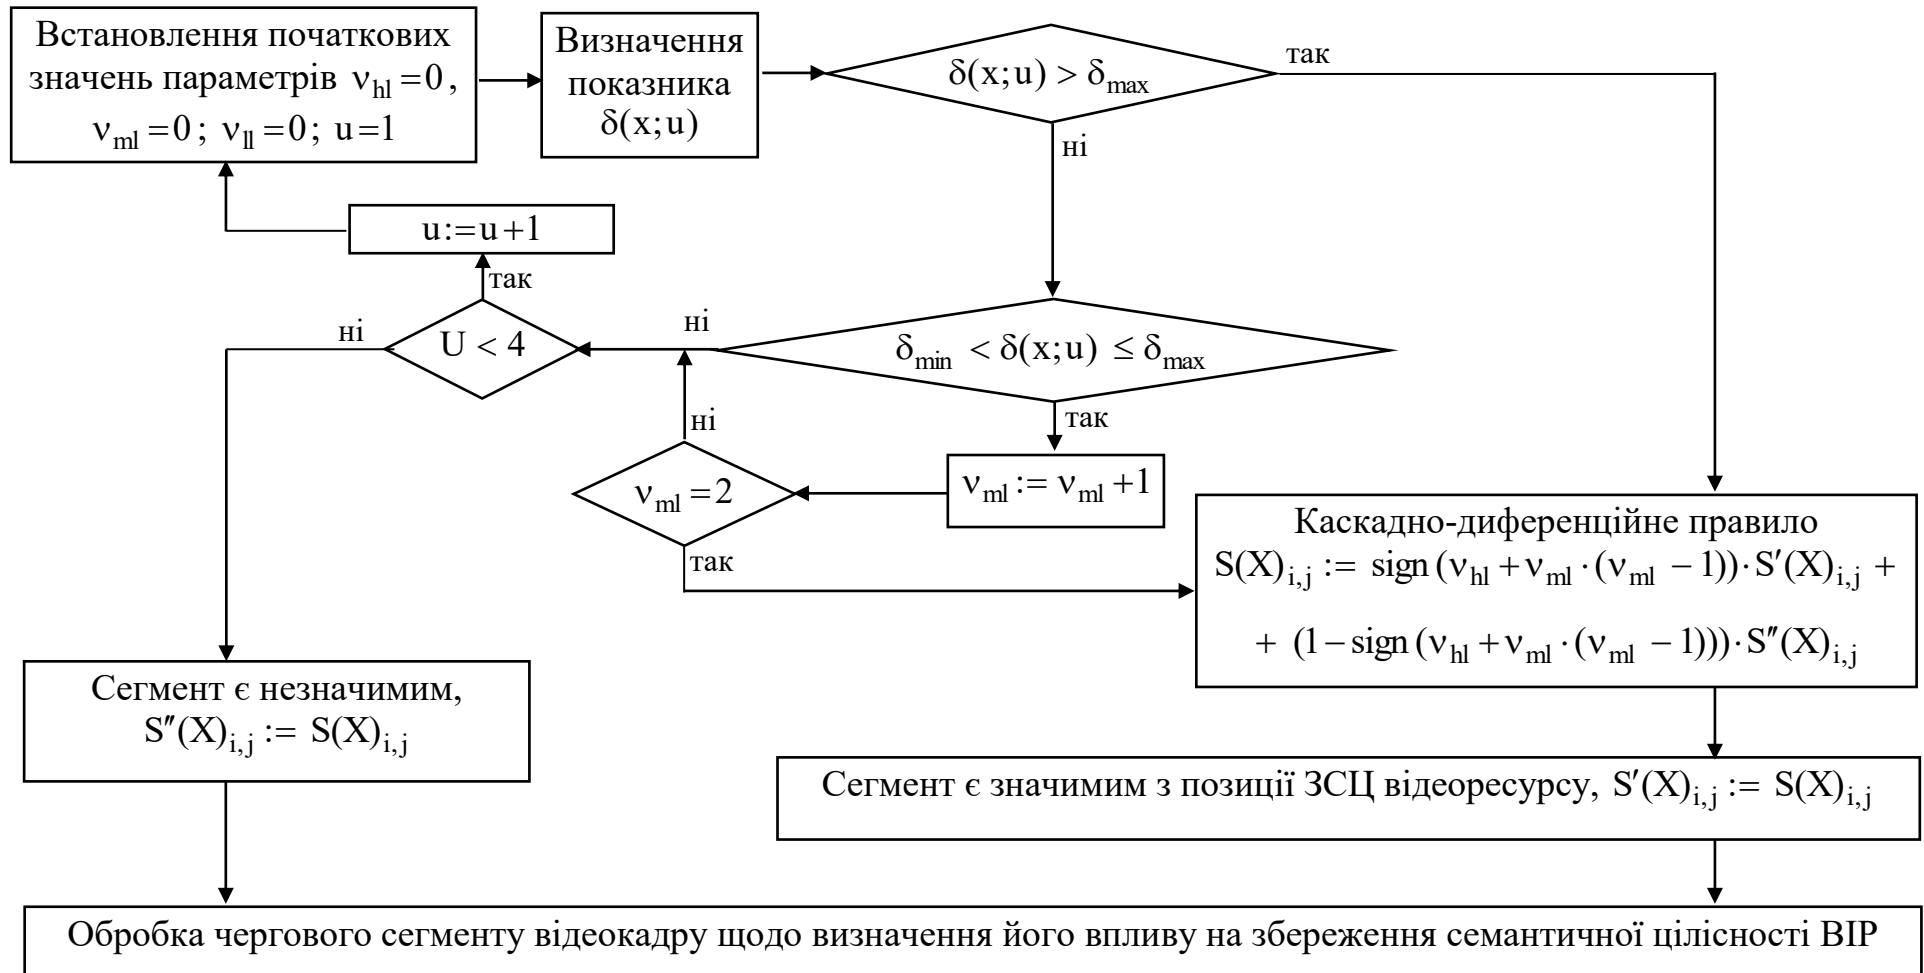 Встановлення початкових
значень параметрів ν_hl = 0,
ν_ml = 0; ν_ll = 0; u = 1
Визначення
показника
δ(x;u)
δ(x;u) > δ_max
так
ні
u := u + 1
так
U < 4
ні
ні
δ_min < δ(x;u) ≤ δ_max
так
ні
ν_ml = 2
так
ν_ml := ν_ml + 1
Каскадно-диференційне правило
S(X)_i,j := sign (ν_hl + ν_ml · (ν_ml − 1)) · S′(X)_i,j +
+ (1 − sign (ν_hl + ν_ml · (ν_ml − 1))) · S″(X)_i,j
Сегмент є незначимим,
S″(X)_i,j := S(X)_i,j
Сегмент є значимим з позиції ЗСЦ відеоресурсу, S′(X)_i,j := S(X)_i,j
Обробка чергового сегменту відеокадру щодо визначення його впливу на збереження семантичної цілісності ВІР